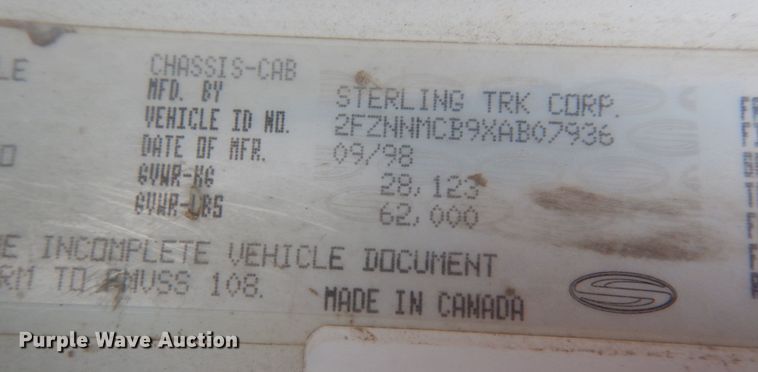 CHASSIS-CAB
MFD. BY STERLING TRK CORP.
VEHICLE ID NO. 2FZNNMCB9XAB07936
DATE OF MFR. 09/98
GVWR-KG 28,123
GVWR-LBS 62,000
INCOMPLETE VEHICLE DOCUMENT
TO FMVSS 108.
MADE IN CANADA
Purple Wave Auction